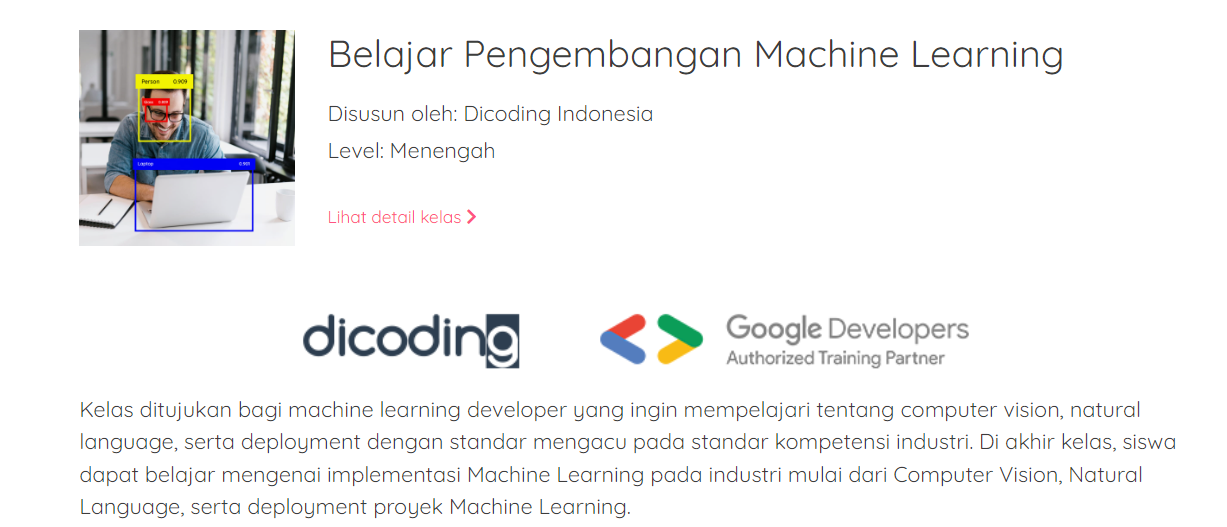 Belajar Pengembangan Machine Learning
Disusun oleh: Dicoding Indonesia
Level: Menengah
Lihat detail kelas
Person 0.909
0.909
Laptop 0.901
dicoding
Google Developers
Authorized Training Partner
Kelas ditujukan bagi machine learning developer yang ingin mempelajari tentang computer vision, natural
language, serta deployment dengan standar mengacu pada standar kompetensi industri. Di akhir kelas, siswa
dapat belajar mengenai implementasi Machine Learning pada industri mulai dari Computer Vision, Natural
Language, serta deployment proyek Machine Learning.